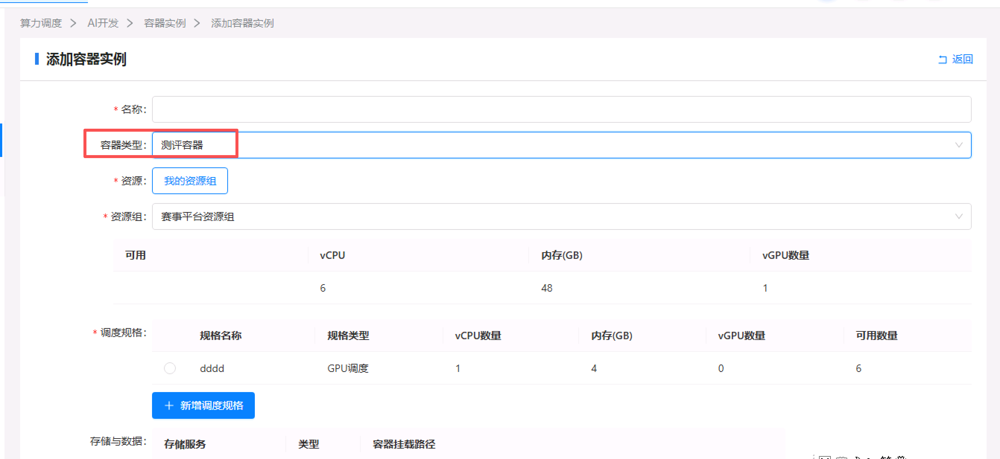 算力调度 > AI开发 > 容器实例 > 添加容器实例
添加容器实例
返回
* 名称:
容器类型: 测评容器
* 资源: 我的资源组
* 资源组: 赛事平台资源组
可用 vCPU 内存(GB) vGPU数量
6 48 1
* 调度规格: 规格名称 规格类型 vCPU数量 内存(GB) vGPU数量 可用数量
dddd GPU调度 1 4 0 6
+ 新增调度规格
存储与数据: 存储服务 类型 容器挂载路径